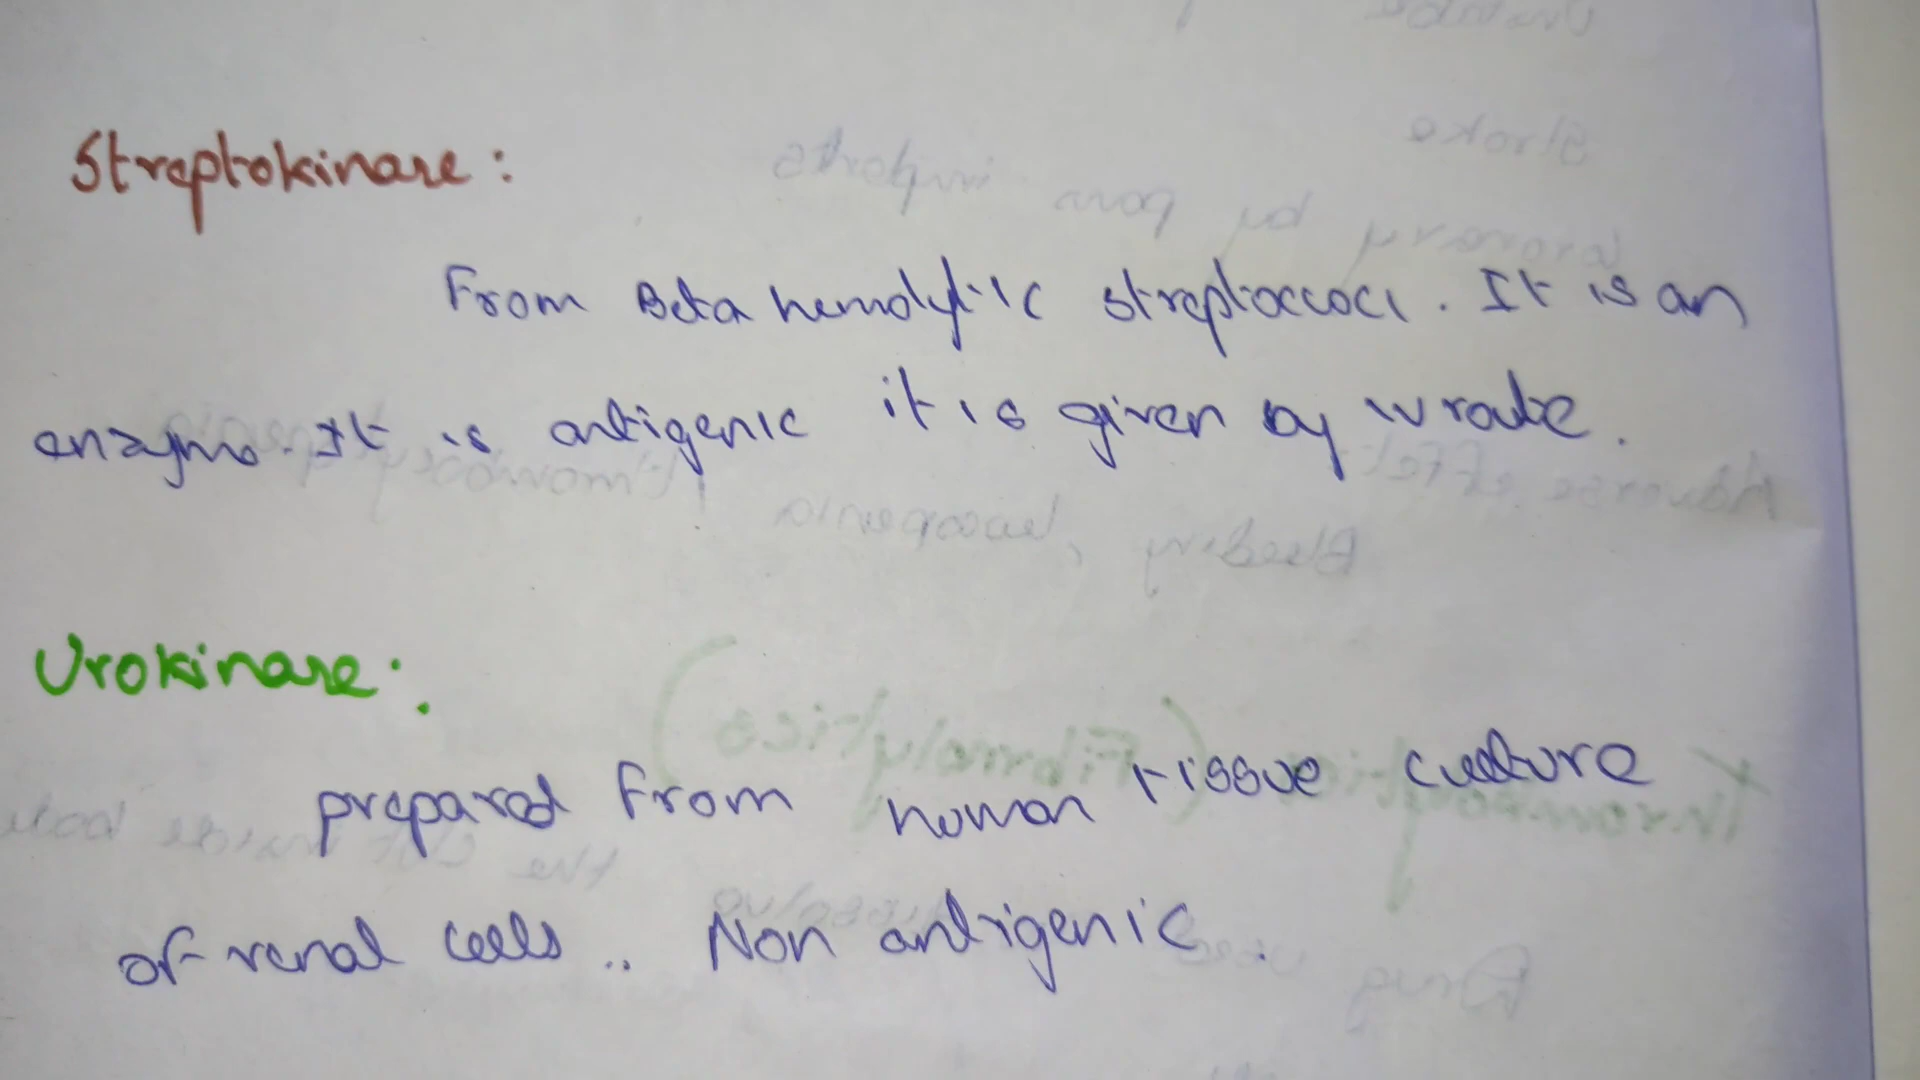 Streptokinase:
From Beta hemolytic streptococci. It is an
enzyme. It is antigenic it is given by IV route.
Urokinase:
prepared from human tissue culture
of renal cells.. Non antigenic.